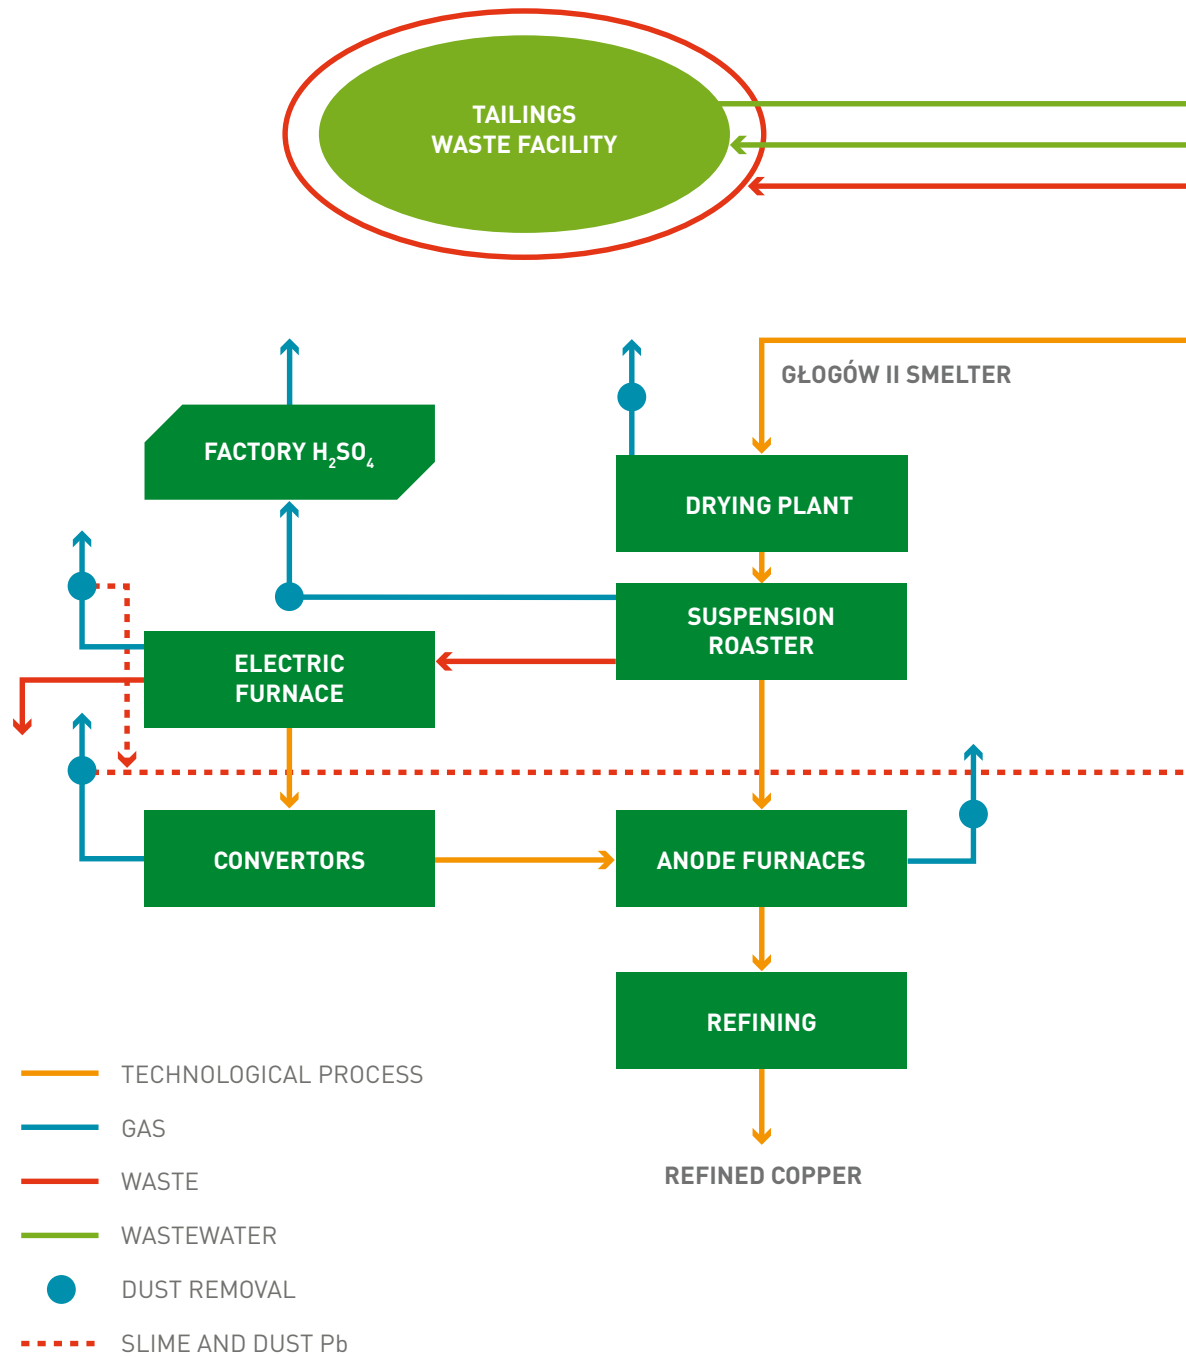 TAILINGS
WASTE FACILITY
GŁOGÓW II SMELTER
FACTORY H₂SO₄
DRYING PLANT
SUSPENSION
ROASTER
ELECTRIC
FURNACE
CONVERTORS
ANODE FURNACES
REFINING
REFINED COPPER
TECHNOLOGICAL PROCESS
GAS
WASTE
WASTEWATER
DUST REMOVAL
SLIME AND DUST Pb